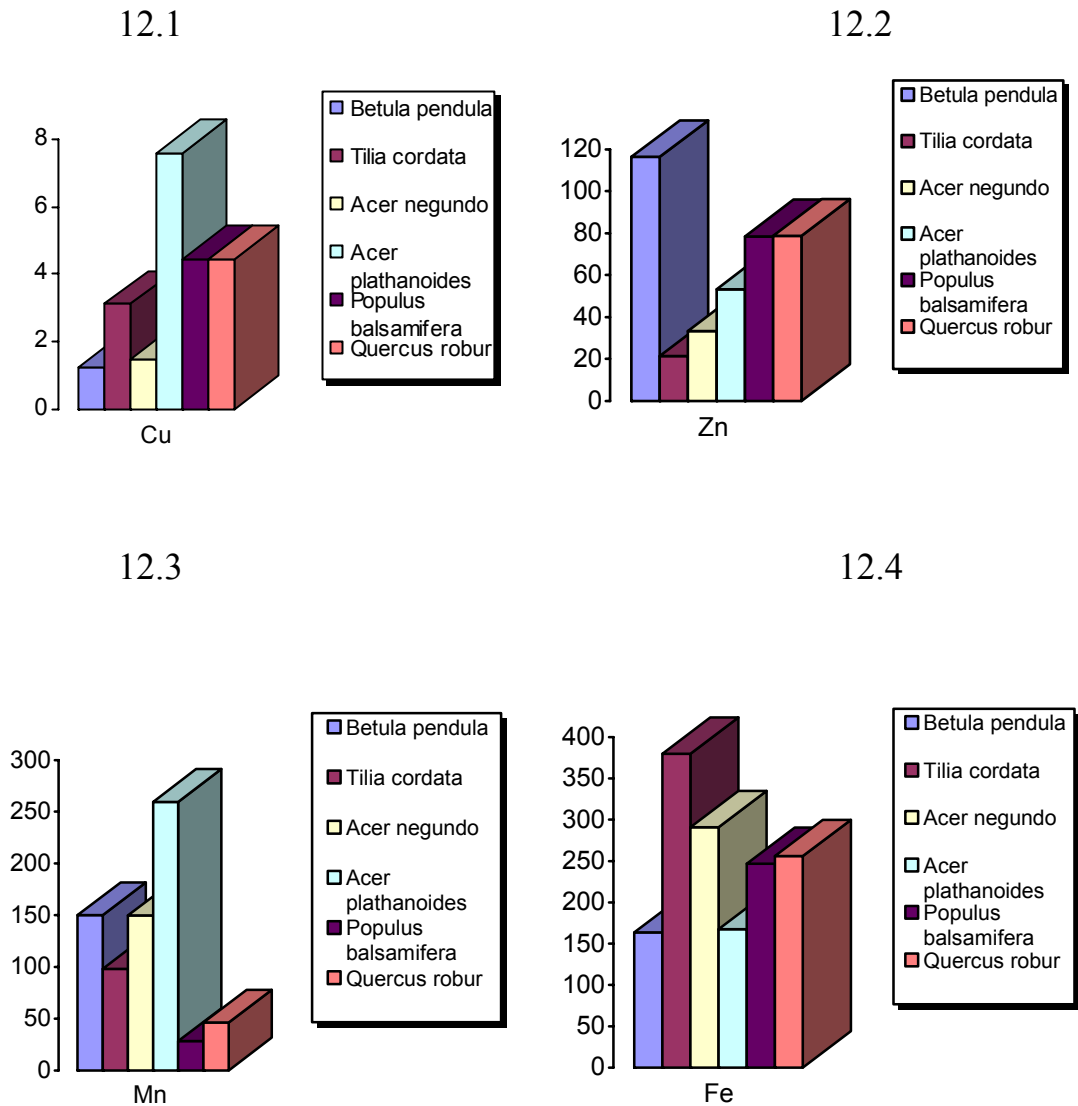 12.1
8
6
4
2
0
Cu
Betula pendula
Tilia cordata
Acer negundo
Acer
plathanoides
Populus
balsamifera
Quercus robur
12.2
120
100
80
60
40
20
0
Zn
Betula pendula
Tilia cordata
Acer negundo
Acer
plathanoides
Populus
balsamifera
Quercus robur
12.3
300
250
200
150
100
50
0
Mn
Betula pendula
Tilia cordata
Acer negundo
Acer
plathanoides
Populus
balsamifera
Quercus robur
12.4
400
350
300
250
200
150
100
50
0
Fe
Betula pendula
Tilia cordata
Acer negundo
Acer
plathanoides
Populus
balsamifera
Quercus robur